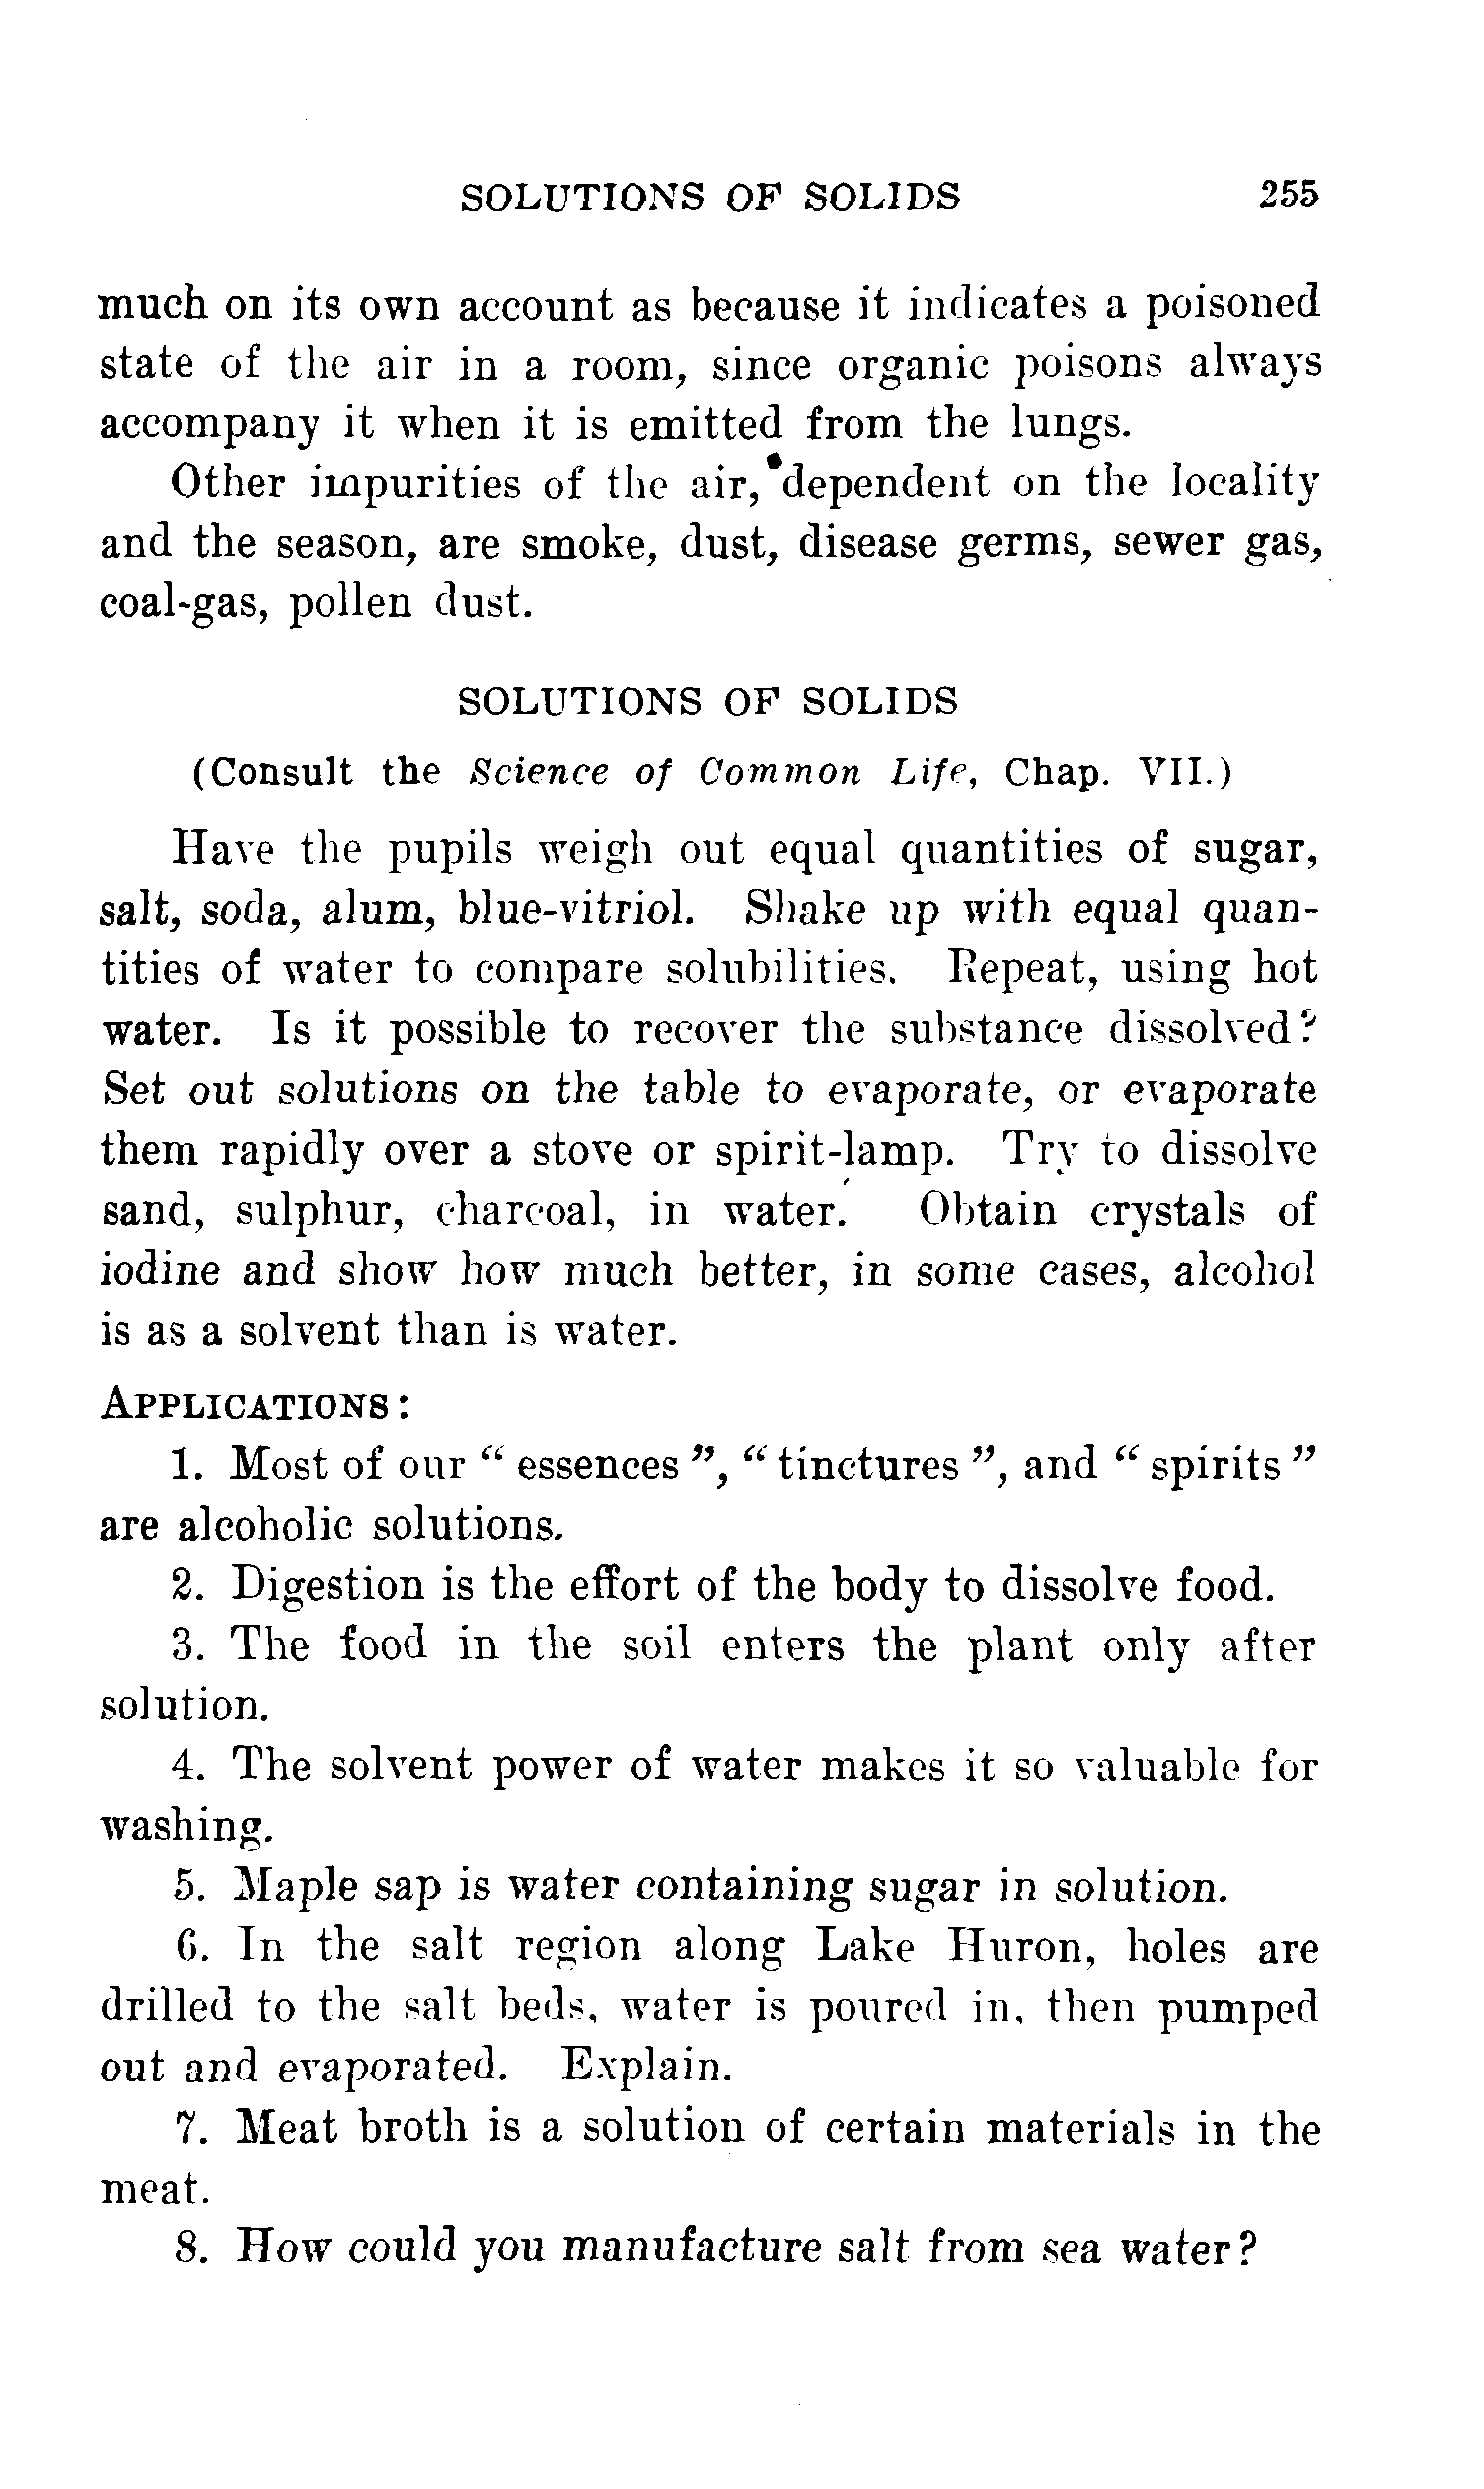 SOLUTIONS OF SOLIDS 255
much on its own account as because it indicates a poisoned
state of the air in a room, since organic poisons always
accompany it when it is emitted from the lungs.
Other impurities of the air, dependent on the locality
and the season, are smoke, dust, disease germs, sewer gas,
coal-gas, pollen dust.
SOLUTIONS OF SOLIDS
(Consult the Science of Common Life, Chap. VII.)
Have the pupils weigh out equal quantities of sugar,
salt, soda, alum, blue-vitriol. Shake up with equal quan-
tities of water to compare solubilities. Repeat, using hot
water. Is it possible to recover the substance dissolved?
Set out solutions on the table to evaporate, or evaporate
them rapidly over a stove or spirit-lamp. Try to dissolve
sand, sulphur, charcoal, in water. Obtain crystals of
iodine and show how much better, in some cases, alcohol
is as a solvent than is water.
APPLICATIONS:
1. Most of our " essences ", " tinctures ", and " spirits "
are alcoholic solutions.
2. Digestion is the effort of the body to dissolve food.
3. The food in the soil enters the plant only after
solution.
4. The solvent power of water makes it so valuable for
washing.
5. Maple sap is water containing sugar in solution.
6. In the salt region along Lake Huron, holes are
drilled to the salt beds, water is poured in, then pumped
out and evaporated. Explain.
7. Meat broth is a solution of certain materials in the
meat.
8. How could you manufacture salt from sea water?